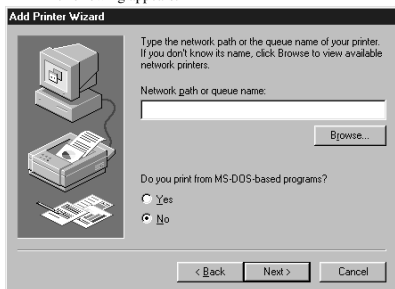 Add Printer Wizard
Type the network path or the queue name of your printer.
If you don't know its name, click Browse to view available
network printers.
Network path or queue name:
Browse...
Do you print from MS-DOS-based programs?
Yes
No
< Back
Next >
Cancel